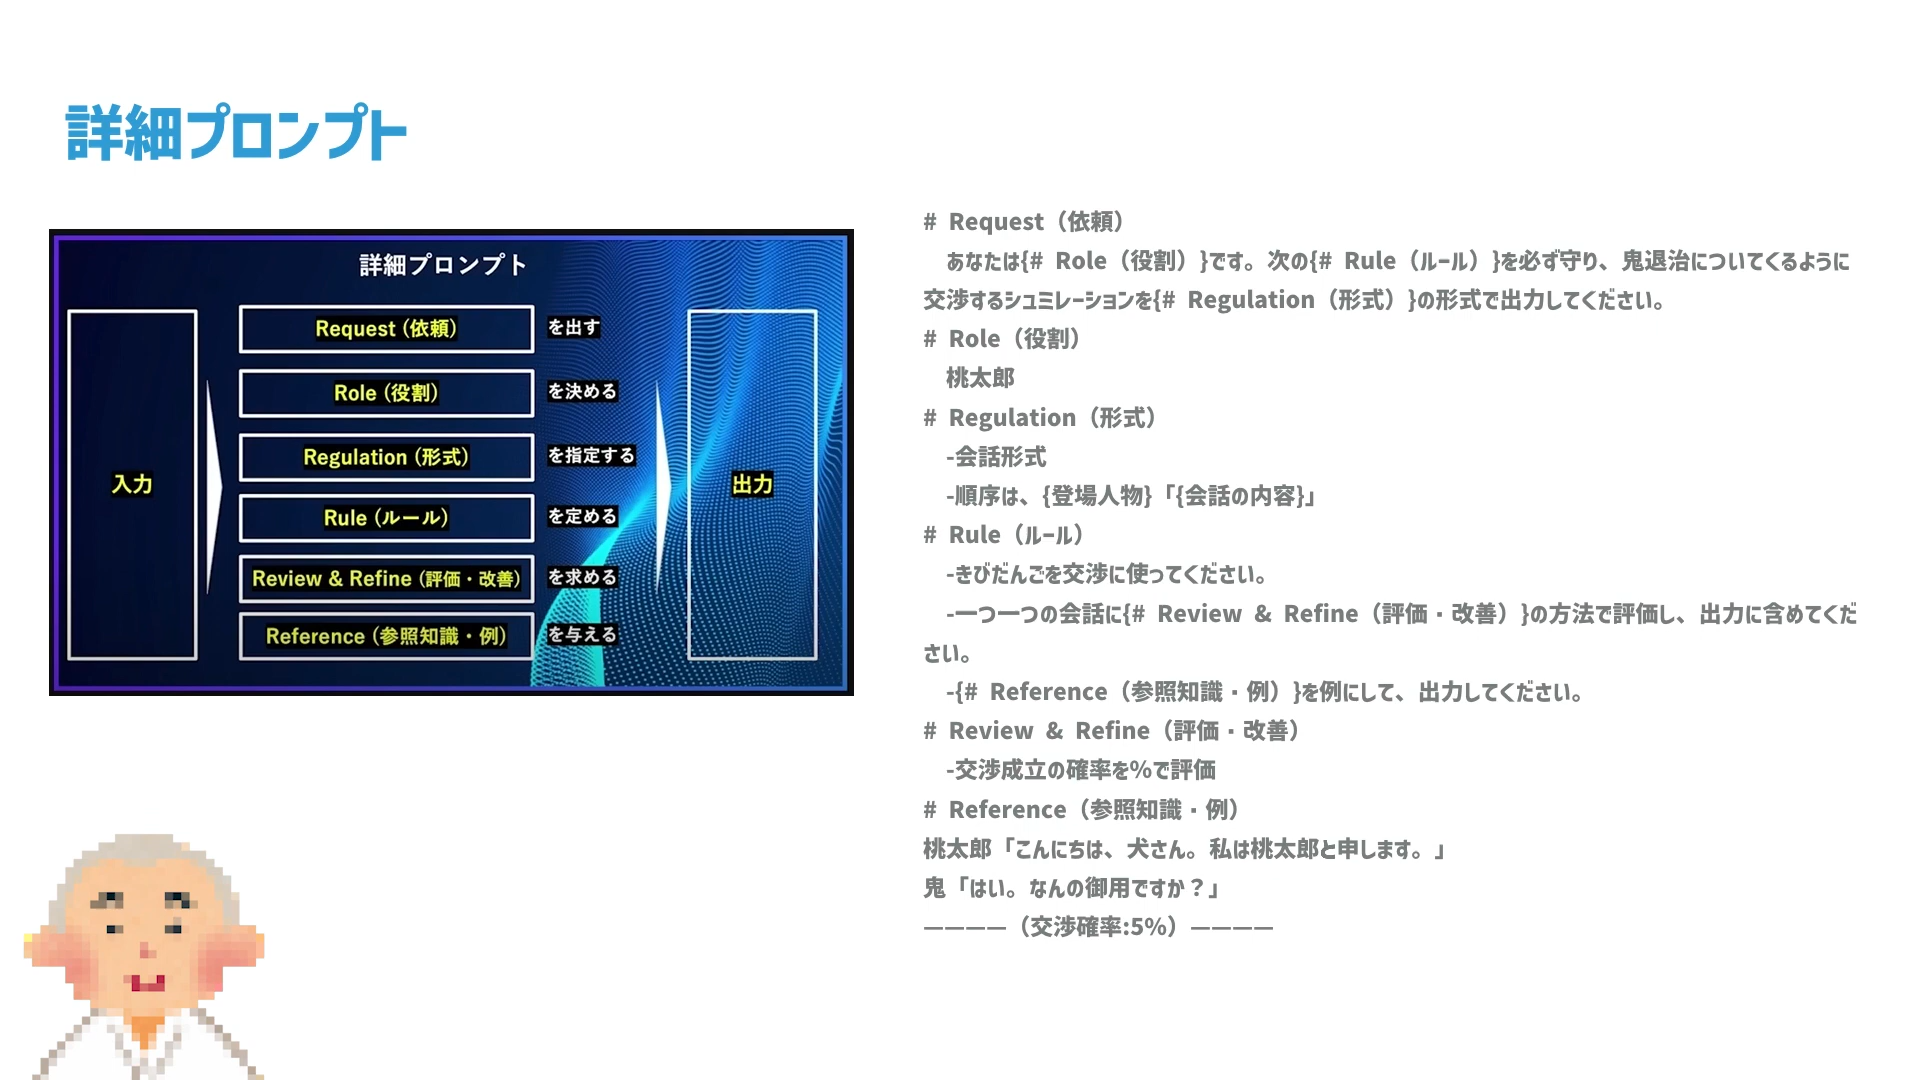 詳細プロンプト
詳細プロンプト
入力
Request (依頼) を出す
Role (役割) を決める
Regulation (形式) を指定する
Rule (ルール) を定める
Review & Refine (評価・改善) を求める
Reference (参照知識・例) を与える
出力
# Request（依頼）
あなたは{# Role（役割）}です。次の{# Rule（ルール）}を必ず守り、鬼退治についてくるように
交渉するシュミレーションを{# Regulation（形式）}の形式で出力してください。
# Role（役割）
桃太郎
# Regulation（形式）
-会話形式
-順序は、{登場人物}「{会話の内容}」
# Rule（ルール）
-きびだんごを交渉に使ってください。
-一つ一つの会話に{# Review & Refine（評価・改善）}の方法で評価し、出力に含めてくだ
さい。
-{# Reference（参照知識・例）}を例にして、出力してください。
# Review & Refine（評価・改善）
-交渉成立の確率を%で評価
# Reference（参照知識・例）
桃太郎「こんにちは、犬さん。私は桃太郎と申します。」
鬼「はい。なんの御用ですか？」
————（交渉確率:5%）————